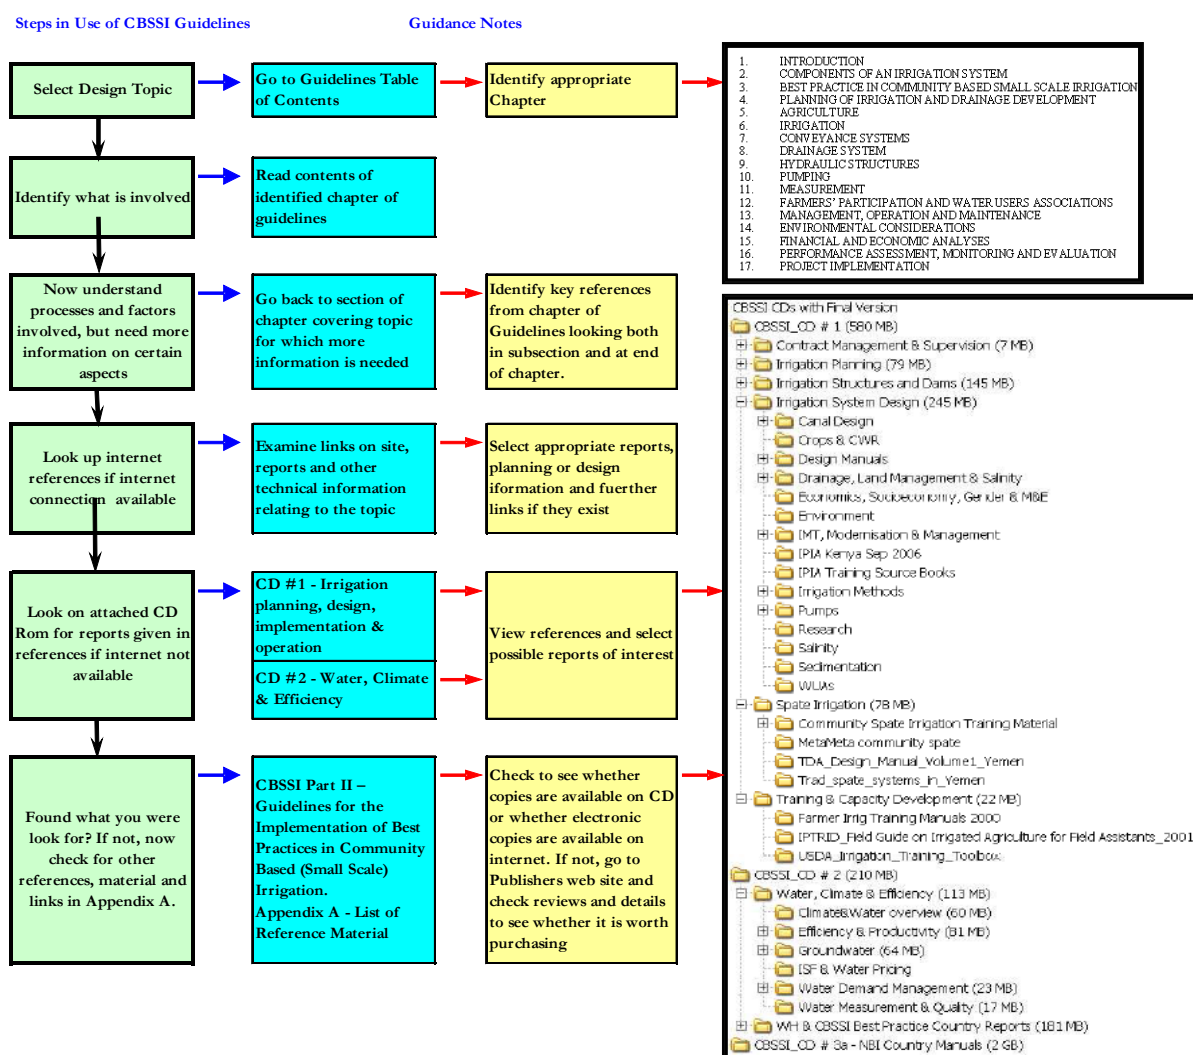 Steps in Use of CBSSI Guidelines
Guidance Notes
Select Design Topic
Go to Guidelines Table
of Contents
Identify appropriate
Chapter
1. INTRODUCTION
2. COMPONENTS OF AN IRRIGATION SYSTEM
3. BEST PRACTICE IN COMMUNITY BASED SMALL SCALE IRRIGATION
4. PLANNING OF IRRIGATION AND DRAINAGE DEVELOPMENT
5. AGRICULTURE
6. IRRIGATION
7. CONVEYANCE SYSTEMS
8. DRAINAGE SYSTEM
9. HYDRAULIC STRUCTURES
10. PUMPING
11. MEASUREMENT
12. FARMERS' PARTICIPATION AND WATER USERS ASSOCIATIONS
13. MANAGEMENT, OPERATION AND MAINTENANCE
14. ENVIRONMENTAL CONSIDERATIONS
15. FINANCIAL AND ECONOMIC ANALYSES
16. PERFORMANCE ASSESSMENT, MONITORING AND EVALUATION
17. PROJECT IMPLEMENTATION
Identify what is involved
Read contents of
identified chapter of
guidelines
Now understand
processes and factors
involved, but need more
information on certain
aspects
Go back to section of
chapter covering topic
for which more
information is needed
Identify key references
from chapter of
Guidelines looking both
in subsection and at end
of chapter.
Look up internet
references if internet
connection available
Examine links on site,
reports and other
technical information
relating to the topic
Select appropriate reports,
planning or design
iformation and fuerther
links if they exist
Look on attached CD
Rom for reports given in
references if internet not
available
CD #1 - Irrigation
planning, design,
implementation &
operation
CD #2 - Water, Climate
& Efficiency
View references and select
possible reports of interest
Found what you were
look for? If not, now
check for other
references, material and
links in Appendix A.
CBSSI Part II –
Guidelines for the
Implementation of Best
Practices in Community
Based (Small Scale)
Irrigation.
Appendix A - List of
Reference Material
Check to see whether
copies are available on CD
or whether electronic
copies are available on
internet. If not, go to
Publishers web site and
check reviews and details
to see whether it is worth
purchasing
CBSSI CDs with Final Version
CBSSI_CD # 1 (580 MB)
Contract Management & Supervision (7 MB)
Irrigation Planning (79 MB)
Irrigation Structures and Dams (145 MB)
Irrigation System Design (245 MB)
Canal Design
Crops & CWR
Design Manuals
Drainage, Land Management & Salinity
Economics, Socioeconomy, Gender & M&E
Environment
IMT, Modernisation & Management
IPIA Kenya Sep 2006
IPIA Training Source Books
Irrigation Methods
Pumps
Research
Salinity
Sedimentation
WUAs
Spate Irrigation (78 MB)
Community Spate Irrigation Training Material
MetaMeta community spate
TDA_Design_Manual_Volume1_Yemen
Trad_spate_systems_in_Yemen
Training & Capacity Development (22 MB)
Farmer Irrig Training Manuals 2000
IPTRID_Field Guide on Irrigated Agriculture for Field Assistants_2001
USDA_Irrigation_Training_Toolbox
CBSSI_CD # 2 (210 MB)
Water, Climate & Efficiency (113 MB)
Climate&Water overview (60 MB)
Efficiency & Productivity (31 MB)
Groundwater (64 MB)
ISF & Water Pricing
Water Demand Management (23 MB)
Water Measurement & Quality (17 MB)
WH & CBSSI Best Practice Country Reports (181 MB)
CBSSI_CD # 3a - NBI Country Manuals (2 GB)